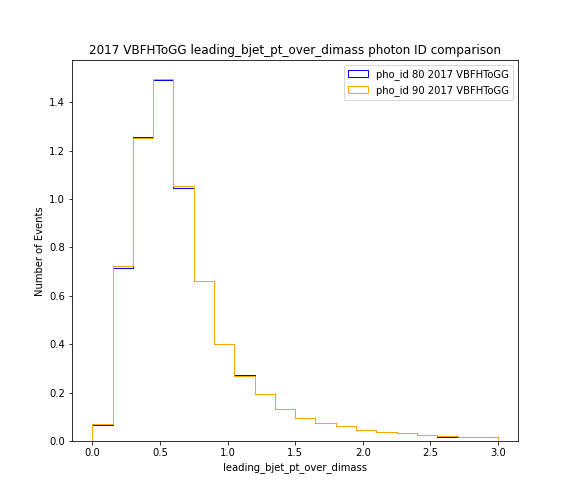 2017 VBFHToGG leading_bjet_pt_over_dimass photon ID comparison
pho_id 80 2017 VBFHToGG
pho_id 90 2017 VBFHToGG
Number of Events
1.4
1.2
1.0
0.8
0.6
0.4
0.2
0.0
0.0 0.5 1.0 1.5 2.0 2.5 3.0
leading_bjet_pt_over_dimass